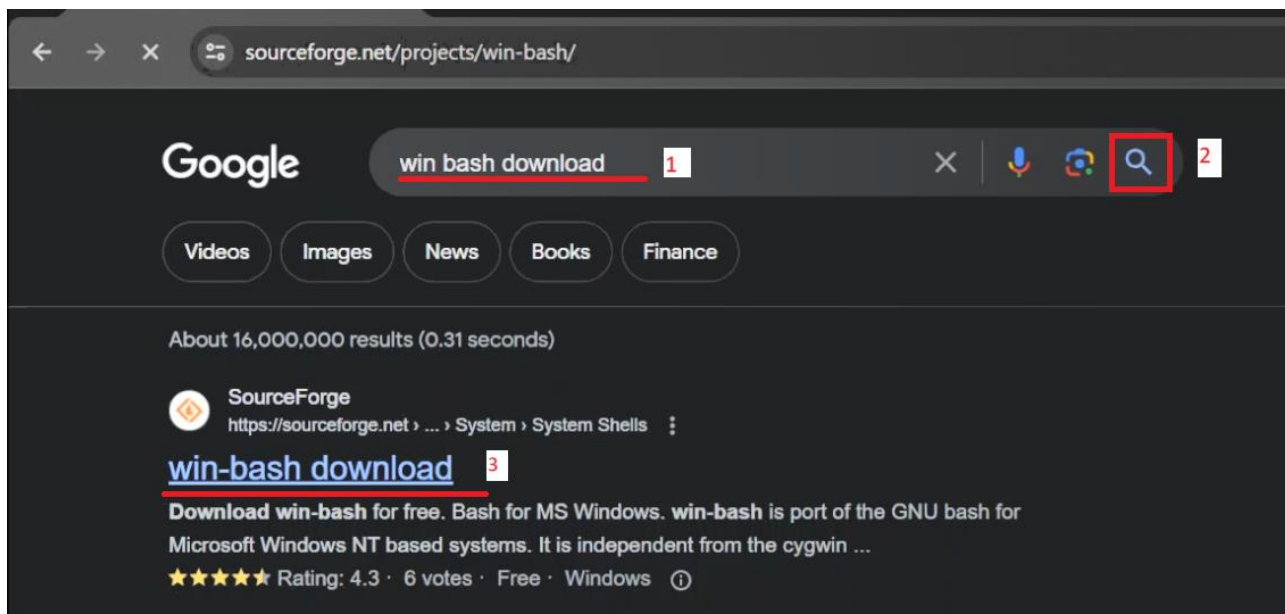 sourceforge.net/projects/win-bash/
Google
win bash download
1
2
Videos
Images
News
Books
Finance
About 16,000,000 results (0.31 seconds)
SourceForge
https://sourceforge.net › ... › System › System Shells
win-bash download
3
Download win-bash for free. Bash for MS Windows. win-bash is part of the GNU bash for
Microsoft Windows NT based systems. It is independent from the cygwin ...
Rating: 4.3 · 6 votes · Free · Windows